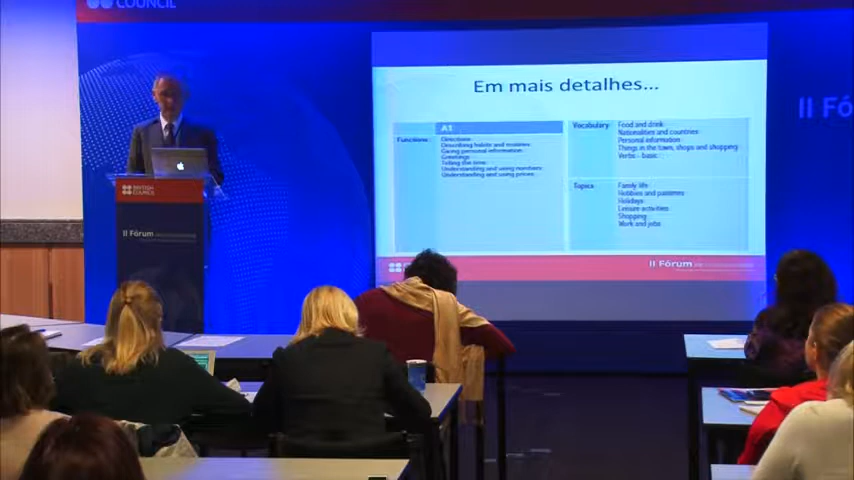 COUNCIL
Em mais detalhes...
A1
Functions
Directions
Describing habits and routines
Giving personal information
Greetings
Telling the time
Understanding and using numbers
Understanding and using prices
Vocabulary
Food and drink
Nationalities and countries
Personal information
Things in the town, shops and shopping
Verbs - basic
Topics
Family life
Hobbies and pastimes
Holidays
Leisure activities
Shopping
Work and jobs
II Fórum
II Fó
BRITISH
COUNCIL
II Fórum